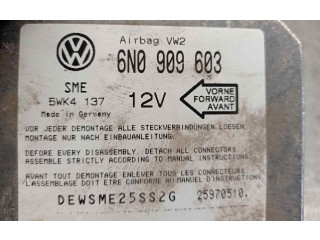 Airbag VW2
6N0 909 603
SME
5WK4 137
Made in Germany
12V
VORNE
FORWARD
AVANT
VOR JEDER DEMONTAGE ALLE STECKVERBINDUNGEN LOESEN
MONTAGE NUR NACH EINBAUANWEISUNG
BEFORE EVERY DISASSEMBLY, DETACH ALL CONNECTORS
ASSEMBLE STRICTLY ACCORDING TO MANUAL INSTRUCTIONS
AVANT TOUT DEMONTAGE ENLEVER TOUS LES CONNECTEURS
L'ASSEMBLAGE DOIT ETRE CONFORME AU MANUEL D'INSTRUCTIONS
DEWSME25SS2G 25970510.